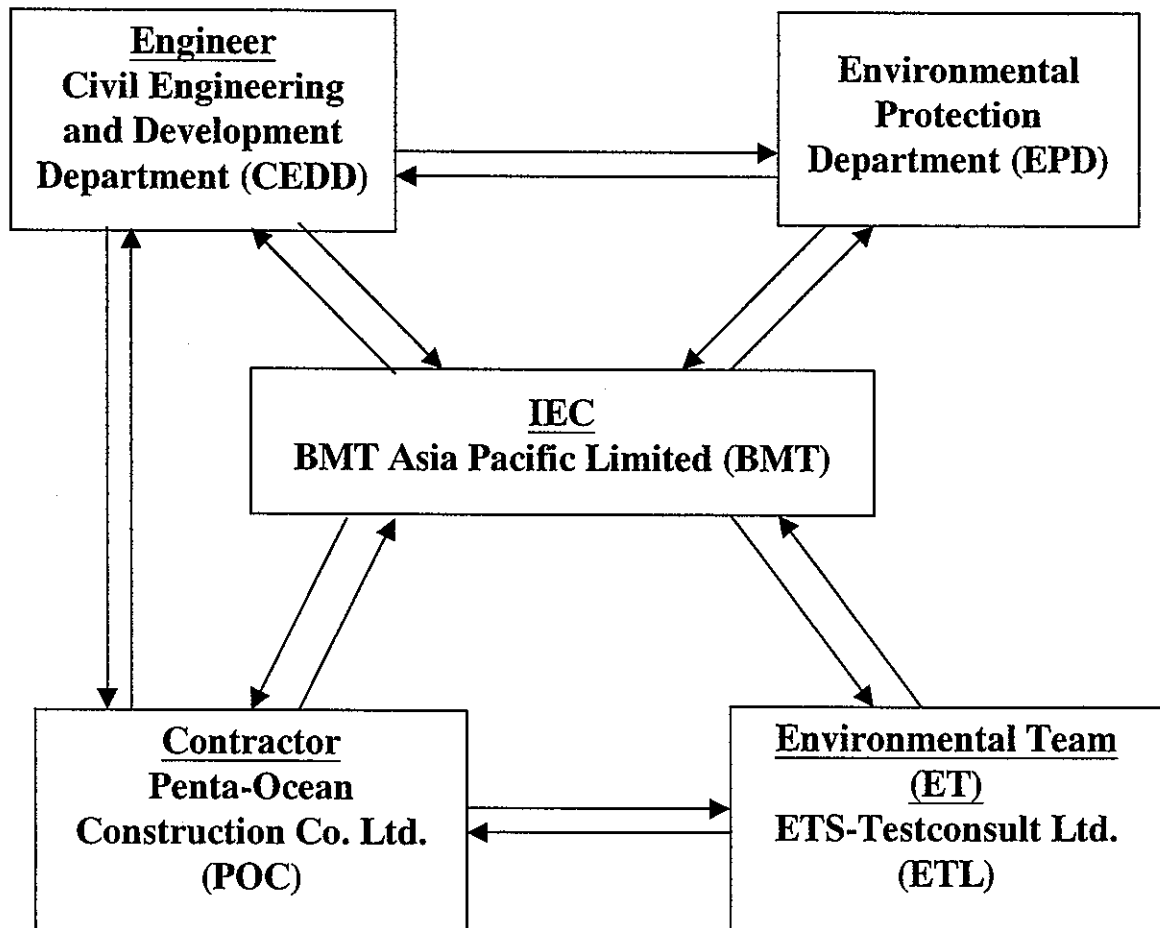 Engineer
Civil Engineering
and Development
Department (CEDD)
Environmental
Protection
Department (EPD)
IEC
BMT Asia Pacific Limited (BMT)
Contractor
Penta-Ocean
Construction Co. Ltd.
(POC)
Environmental Team
(ET)
ETS-Testconsult Ltd.
(ETL)